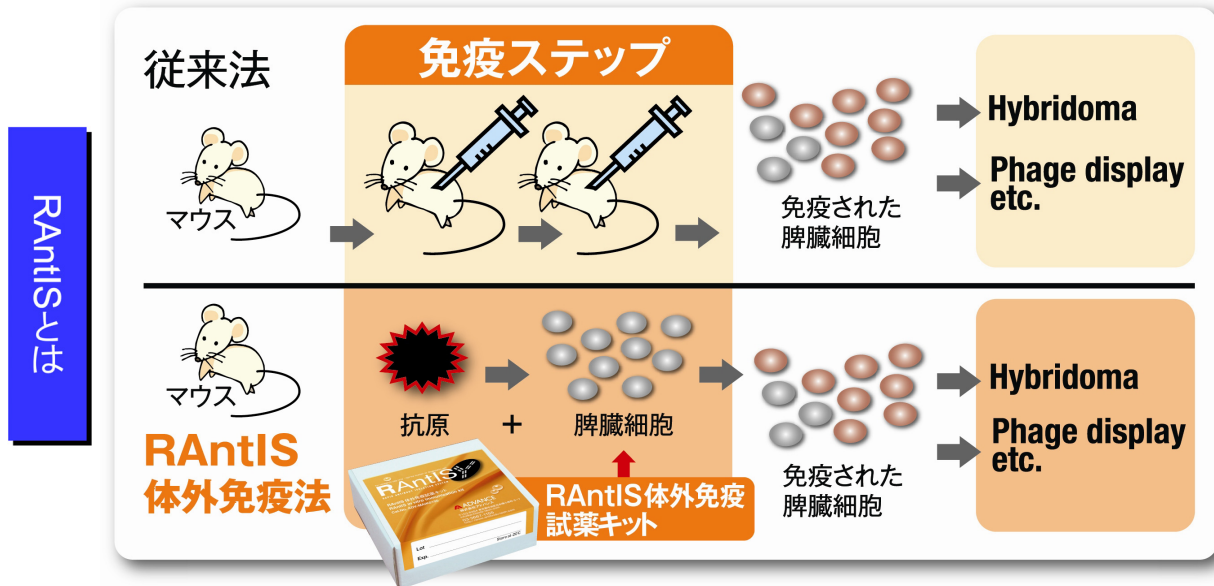 RAntISとは
従来法
免疫ステップ
マウス
免疫された
脾臓細胞
Hybridoma
Phage display
etc.
マウス
RAntIS
体外免疫法
抗原
+
脾臓細胞
RAntIS
ADVANCE
Lot
Exp.
RAntIS体外免疫
試薬キット
免疫された
脾臓細胞
Hybridoma
Phage display
etc.